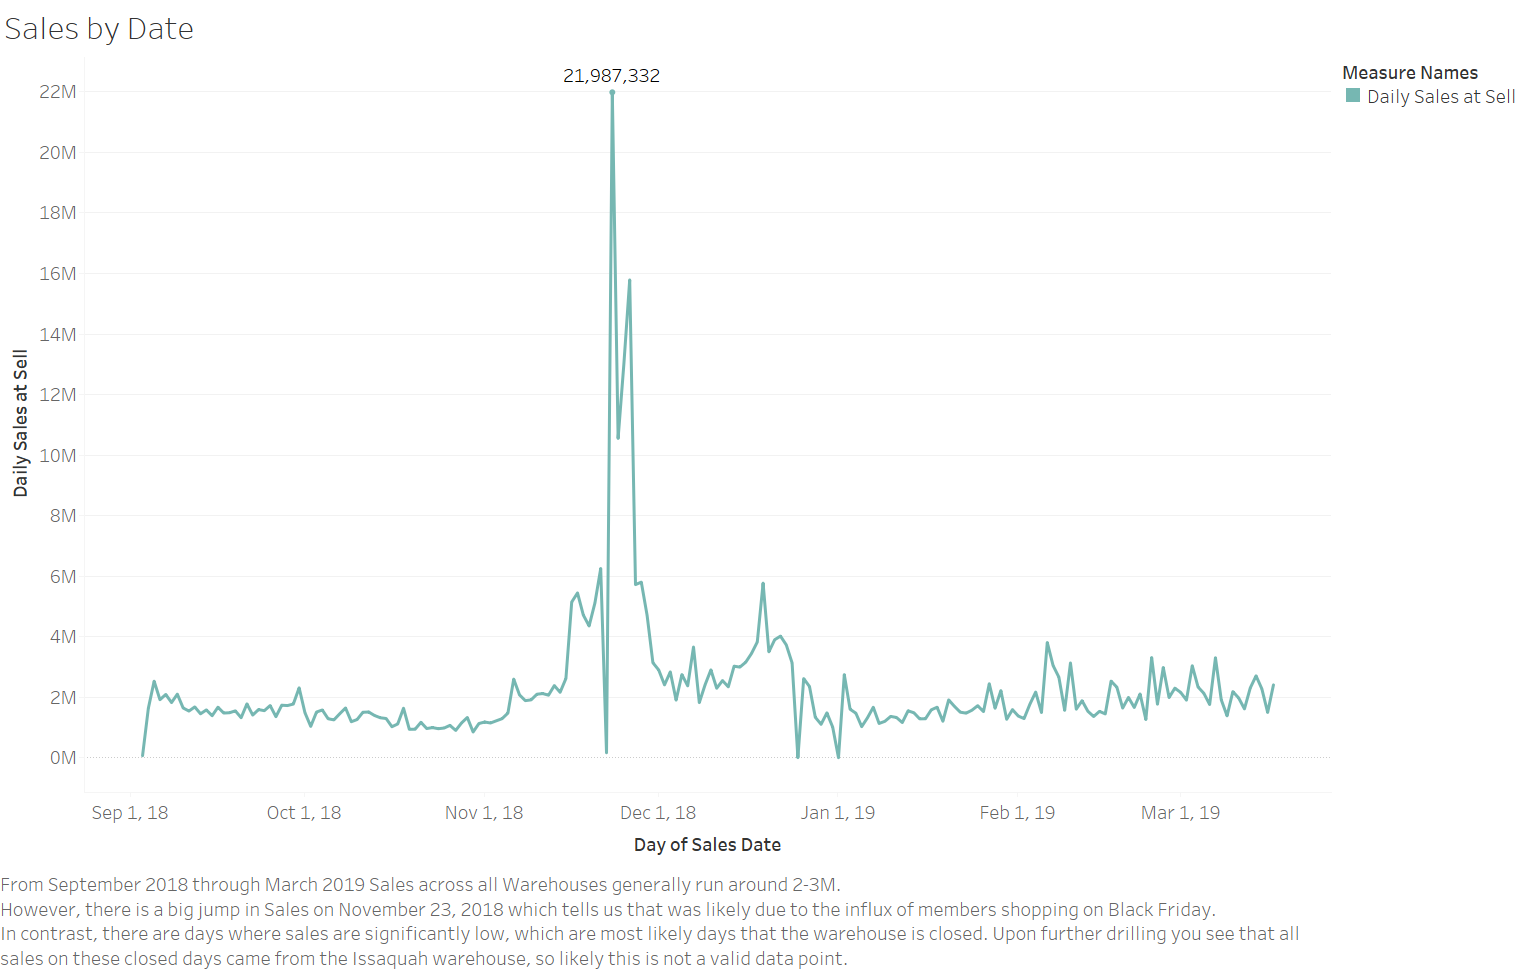 Sales by Date
21,987,332
Measure Names
Daily Sales at Sell
22M
20M
18M
16M
14M
12M
10M
8M
6M
4M
2M
0M
Daily Sales at Sell
Sep 1, 18
Oct 1, 18
Nov 1, 18
Dec 1, 18
Jan 1, 19
Feb 1, 19
Mar 1, 19
Day of Sales Date
From September 2018 through March 2019 Sales across all Warehouses generally run around 2-3M.
However, there is a big jump in Sales on November 23, 2018 which tells us that was likely due to the influx of members shopping on Black Friday.
In contrast, there are days where sales are significantly low, which are most likely days that the warehouse is closed. Upon further drilling you see that all
sales on these closed days came from the Issaquah warehouse, so likely this is not a valid data point.